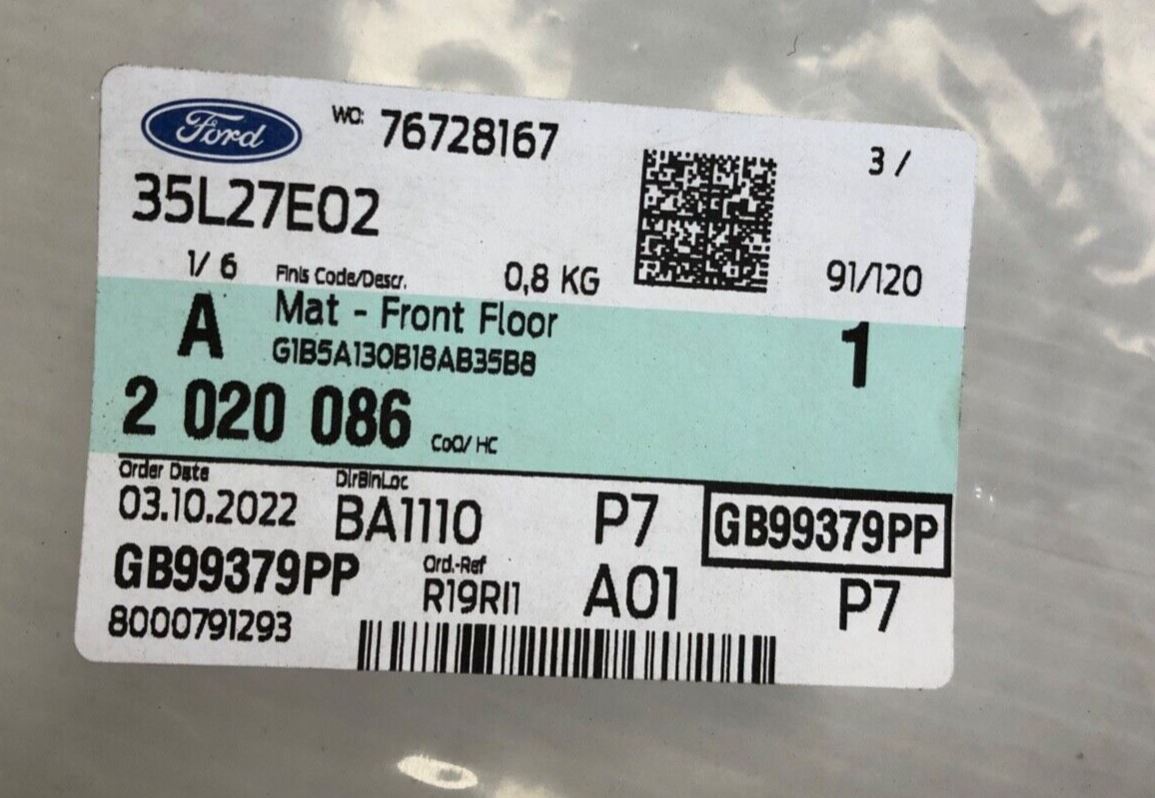 Ford
WO: 76728167
3 /
35L27E02
1/ 6 Finis Code/Descr. 0,8 KG 91/120
A Mat - Front Floor 1
G1B5A130B18AB35B8
2 020 086 CoO/ HC
Order Date DlrBinLoc
03.10.2022 BA1110 P7 GB99379PP
GB99379PP Ord.-Ref A01 P7
8000791293 R19RI1